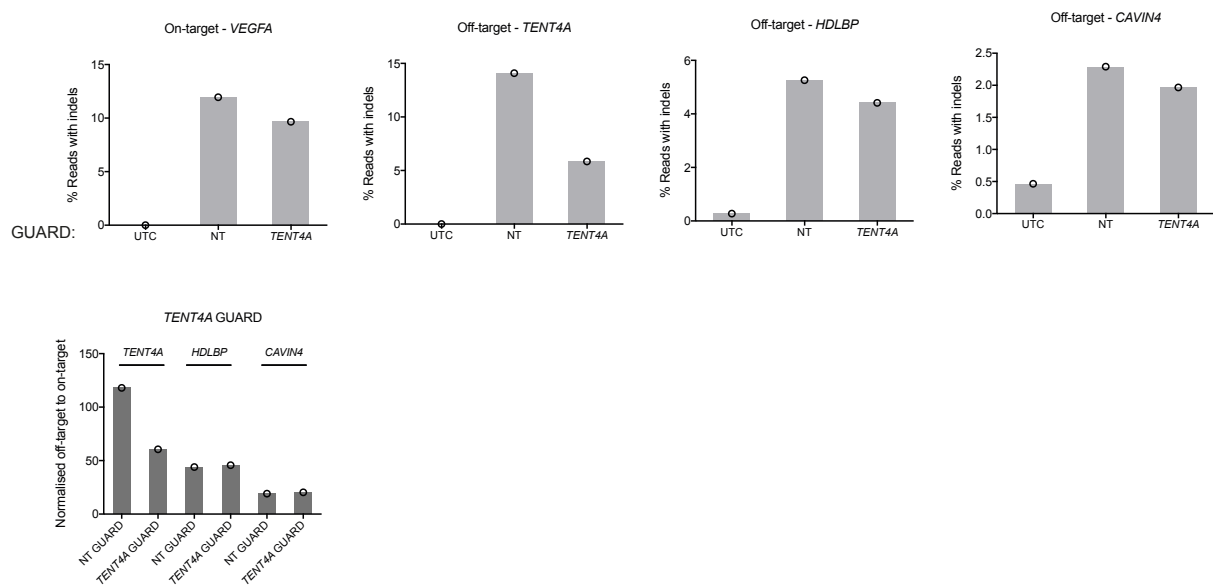 On-target - VEGFA
% Reads with indels
15
10
5
0
UTC
NT
TENT4A
GUARD:
Off-target - TENT4A
% Reads with indels
15
10
5
0
UTC
NT
TENT4A
Off-target - HDLBP
% Reads with indels
6
4
2
0
UTC
NT
TENT4A
Off-target - CAVIN4
% Reads with indels
2.5
2.0
1.5
1.0
0.5
0.0
UTC
NT
TENT4A
TENT4A GUARD
Normalised off-target to on-target
150
100
50
0
TENT4A
HDLBP
CAVIN4
NT GUARD
TENT4A GUARD
NT GUARD
TENT4A GUARD
NT GUARD
TENT4A GUARD